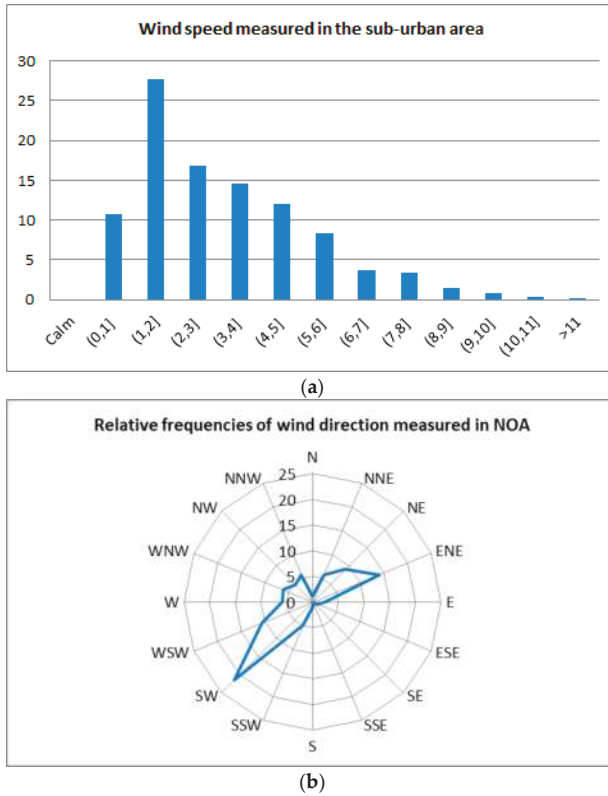 Wind speed measured in the sub-urban area
30
25
20
15
10
5
0
Calm
(0,1]
(1,2]
(2,3]
(3,4]
(4,5]
(5,6]
(6,7]
(7,8]
(8,9]
(9,10]
(10,11]
>11
(a)
Relative frequencies of wind direction measured in NOA
N
NNW 25 NNE
NW 20 NE
15
WNW 10 ENE
5
W 0 E
WSW ESE
SW SE
SSW SSE
S
(b)